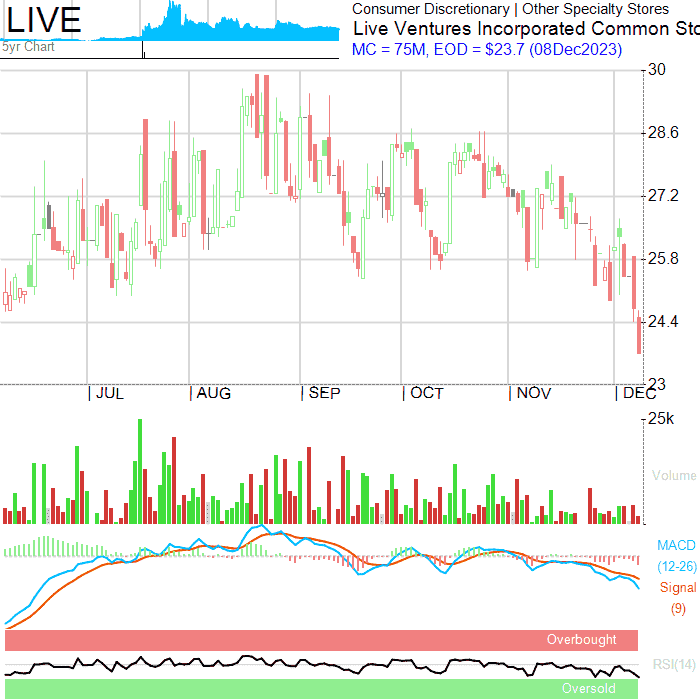 LIVE
Consumer Discretionary | Other Specialty Stores
Live Ventures Incorporated Common Sto
MC = 75M, EOD = $23.7 (08Dec2023)
5yr Chart
30
28.6
27.2
25.8
24.4
23
JUL AUG SEP OCT NOV DEC
25k
Volume
MACD
(12-26)
Signal
(9)
Overbought
RSI(14)
Oversold